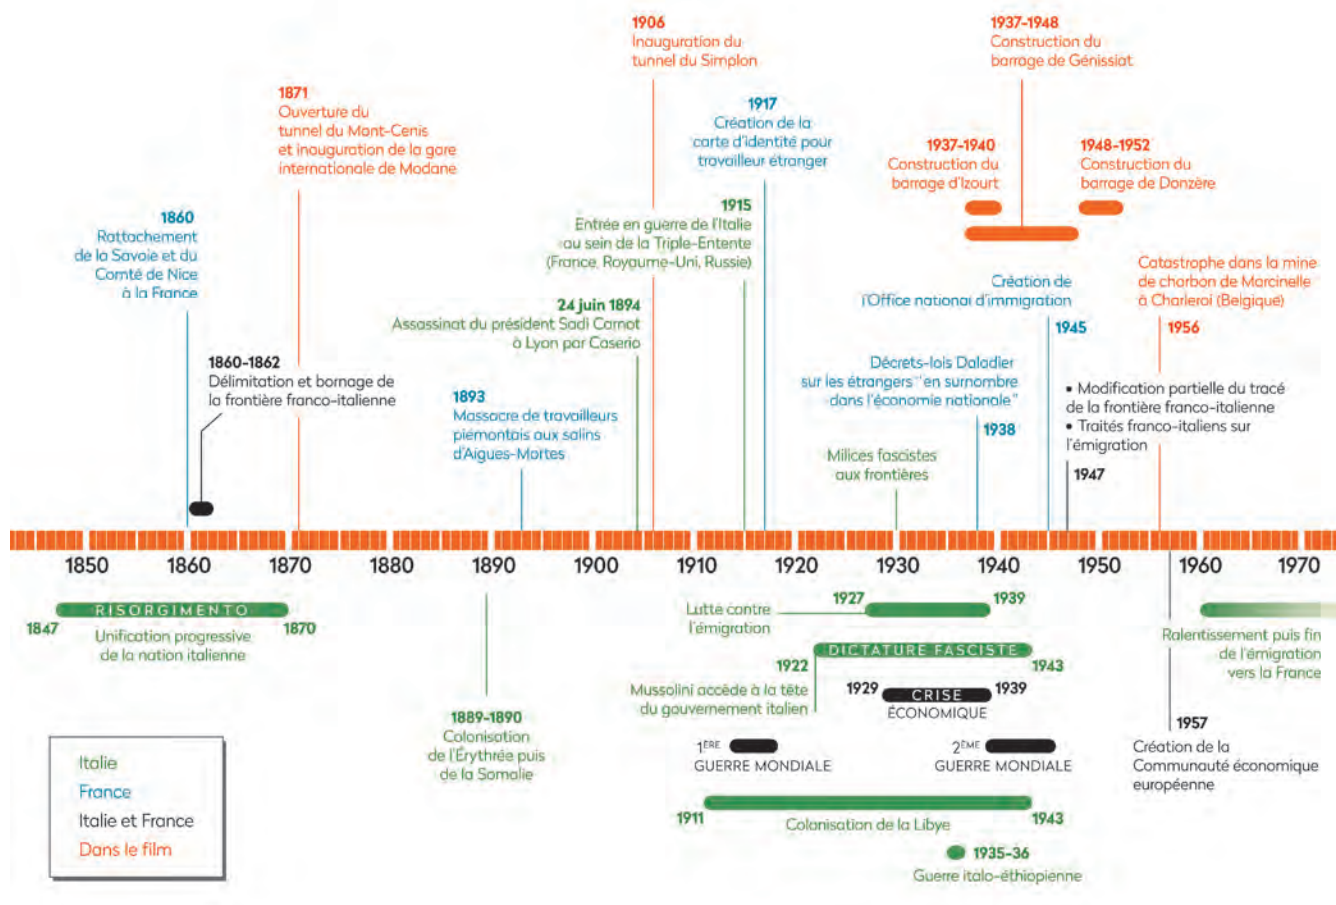 1906
Inauguration du
tunnel du Simplon
1937-1948
Construction du
barrage de Génissiat
1871
Ouverture du
tunnel du Mont-Cenis
et inauguration de la gare
internationale de Modane
1917
Création de la
carte d'identité pour
travailleur étranger
1937-1940
Construction du
barrage d'Izourt
1948-1952
Construction du
barrage de Donzère
1860
Rattachement
de la Savoie et du
Comté de Nice
à la France
1915
Entrée en guerre de l'Italie
au sein de la Triple-Entente
(France, Royaume-Uni, Russie)
Création de
l'Office national d'immigration
1945
Catastrophe dans la mine
de charbon de Marcinelle
à Charleroi (Belgique)
1956
24 juin 1894
Assassinat du président Sadi Carnot
à Lyon par Caserio
1860-1862
Délimitation et bornage de
la frontière franco-italienne
1893
Massacre de travailleurs
piémontais aux salins
d'Aigues-Mortes
Décrets-lois Daladier
sur les étrangers "en surnombre
dans l'économie nationale"
1938
• Modification partielle du tracé
de la frontière franco-italienne
• Traités franco-italiens sur
l'émigration
1947
Milices fascistes
aux frontières
1850 1860 1870 1880 1890 1900 1910 1920 1930 1940 1950 1960 1970
RISORGIMENTO
1847
1870
Unification progressive
de la nation italienne
Lutte contre
l'émigration
1927
1939
Ralentissement puis fin
de l'émigration
vers la France
DICTATURE FASCISTE
1922
1943
Mussolini accède à la tête
du gouvernement italien
1929
CRISE
1939
ÉCONOMIQUE
1889-1890
Colonisation
de l'Érythrée puis
de la Somalie
1957
Création de la
Communauté économique
européenne
1ÈRE
GUERRE MONDIALE
2ÈME
GUERRE MONDIALE
1911
Colonisation de la Libye
1943
1935-36
Guerre italo-éthiopienne
Italie
France
Italie et France
Dans le film